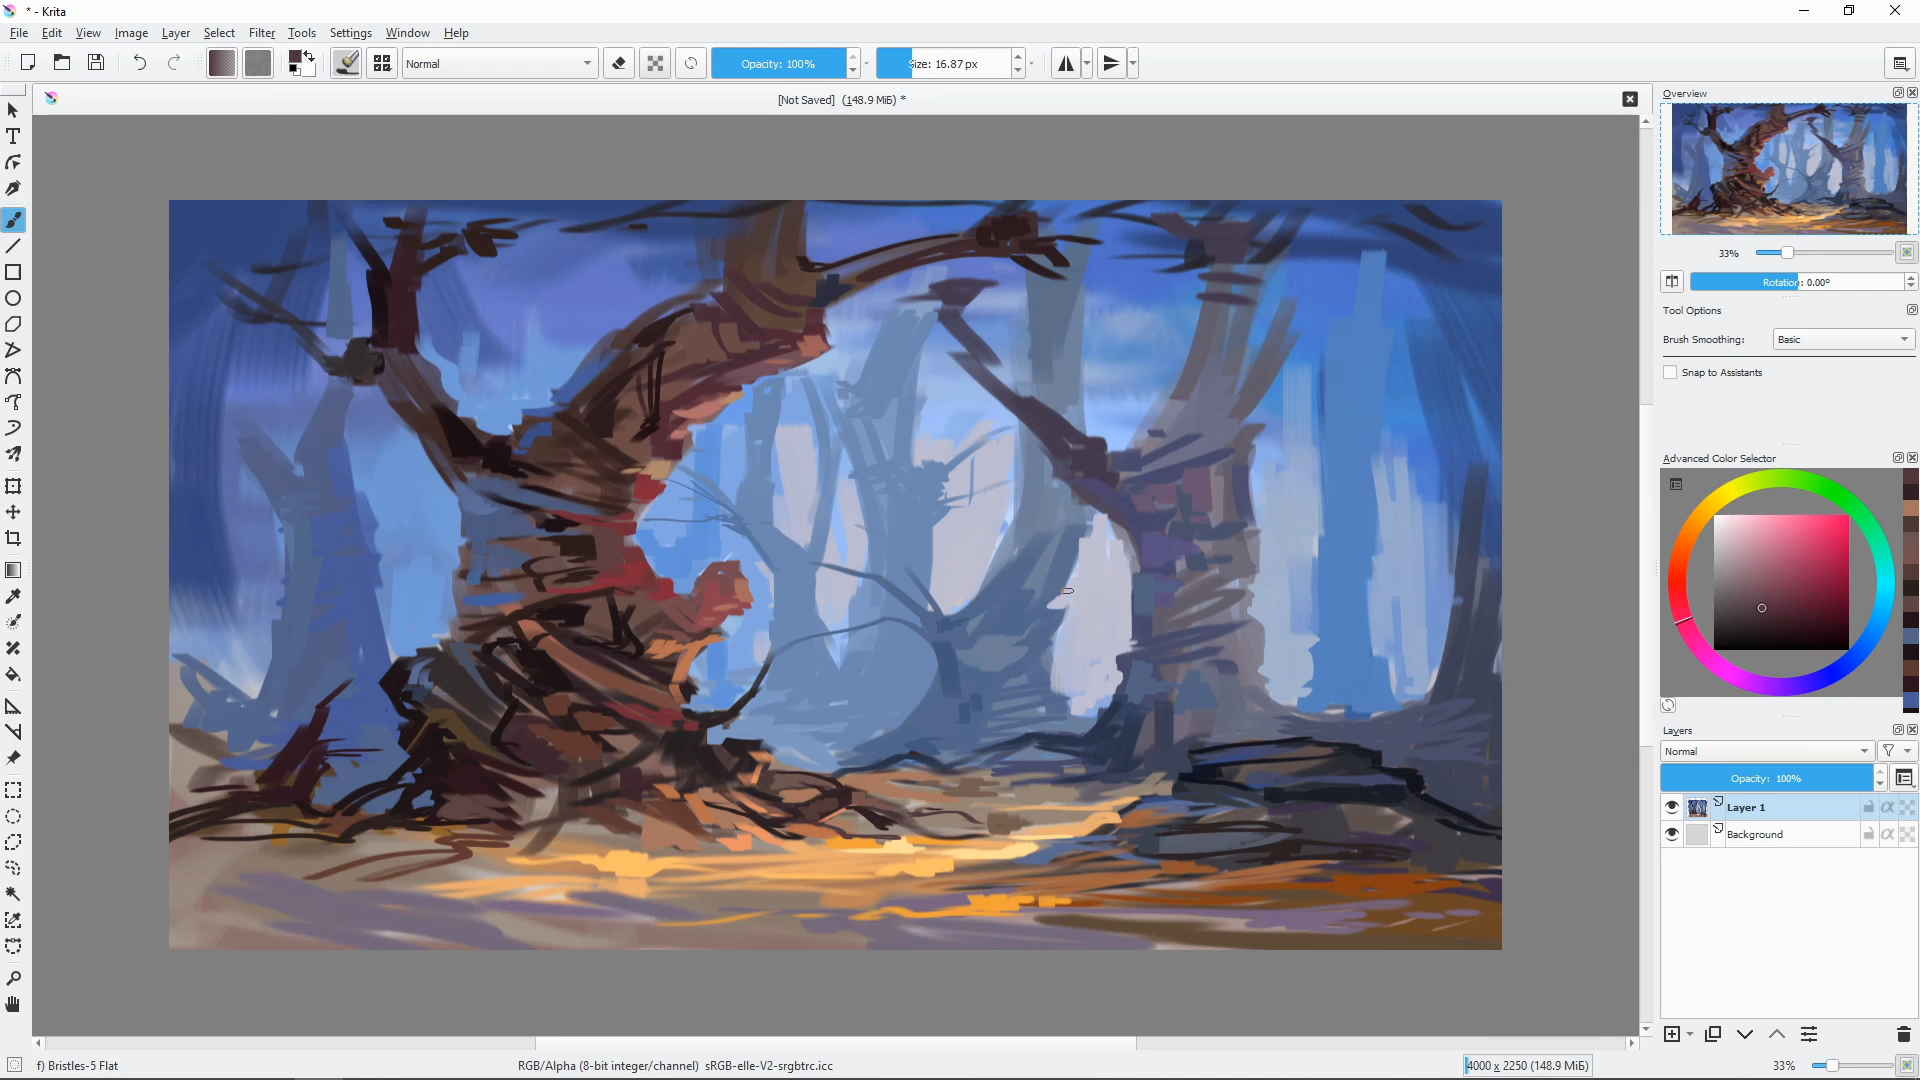 * - Krita
File Edit View Image Layer Select Filter Tools Settings Window Help
Normal Opacity: 100% Size: 16.87 px
[Not Saved] (148.9 MiB) *
Overview
33%
Rotation: 0.00°
Tool Options
Brush Smoothing: Basic
Snap to Assistants
Advanced Color Selector
Layers
Normal
Opacity: 100%
Layer 1
Background
f) Bristles-5 Flat RGB/Alpha (8-bit integer/channel) sRGB-elle-V2-srgbtrc.icc 4000 x 2250 (148.9 MiB) 33%